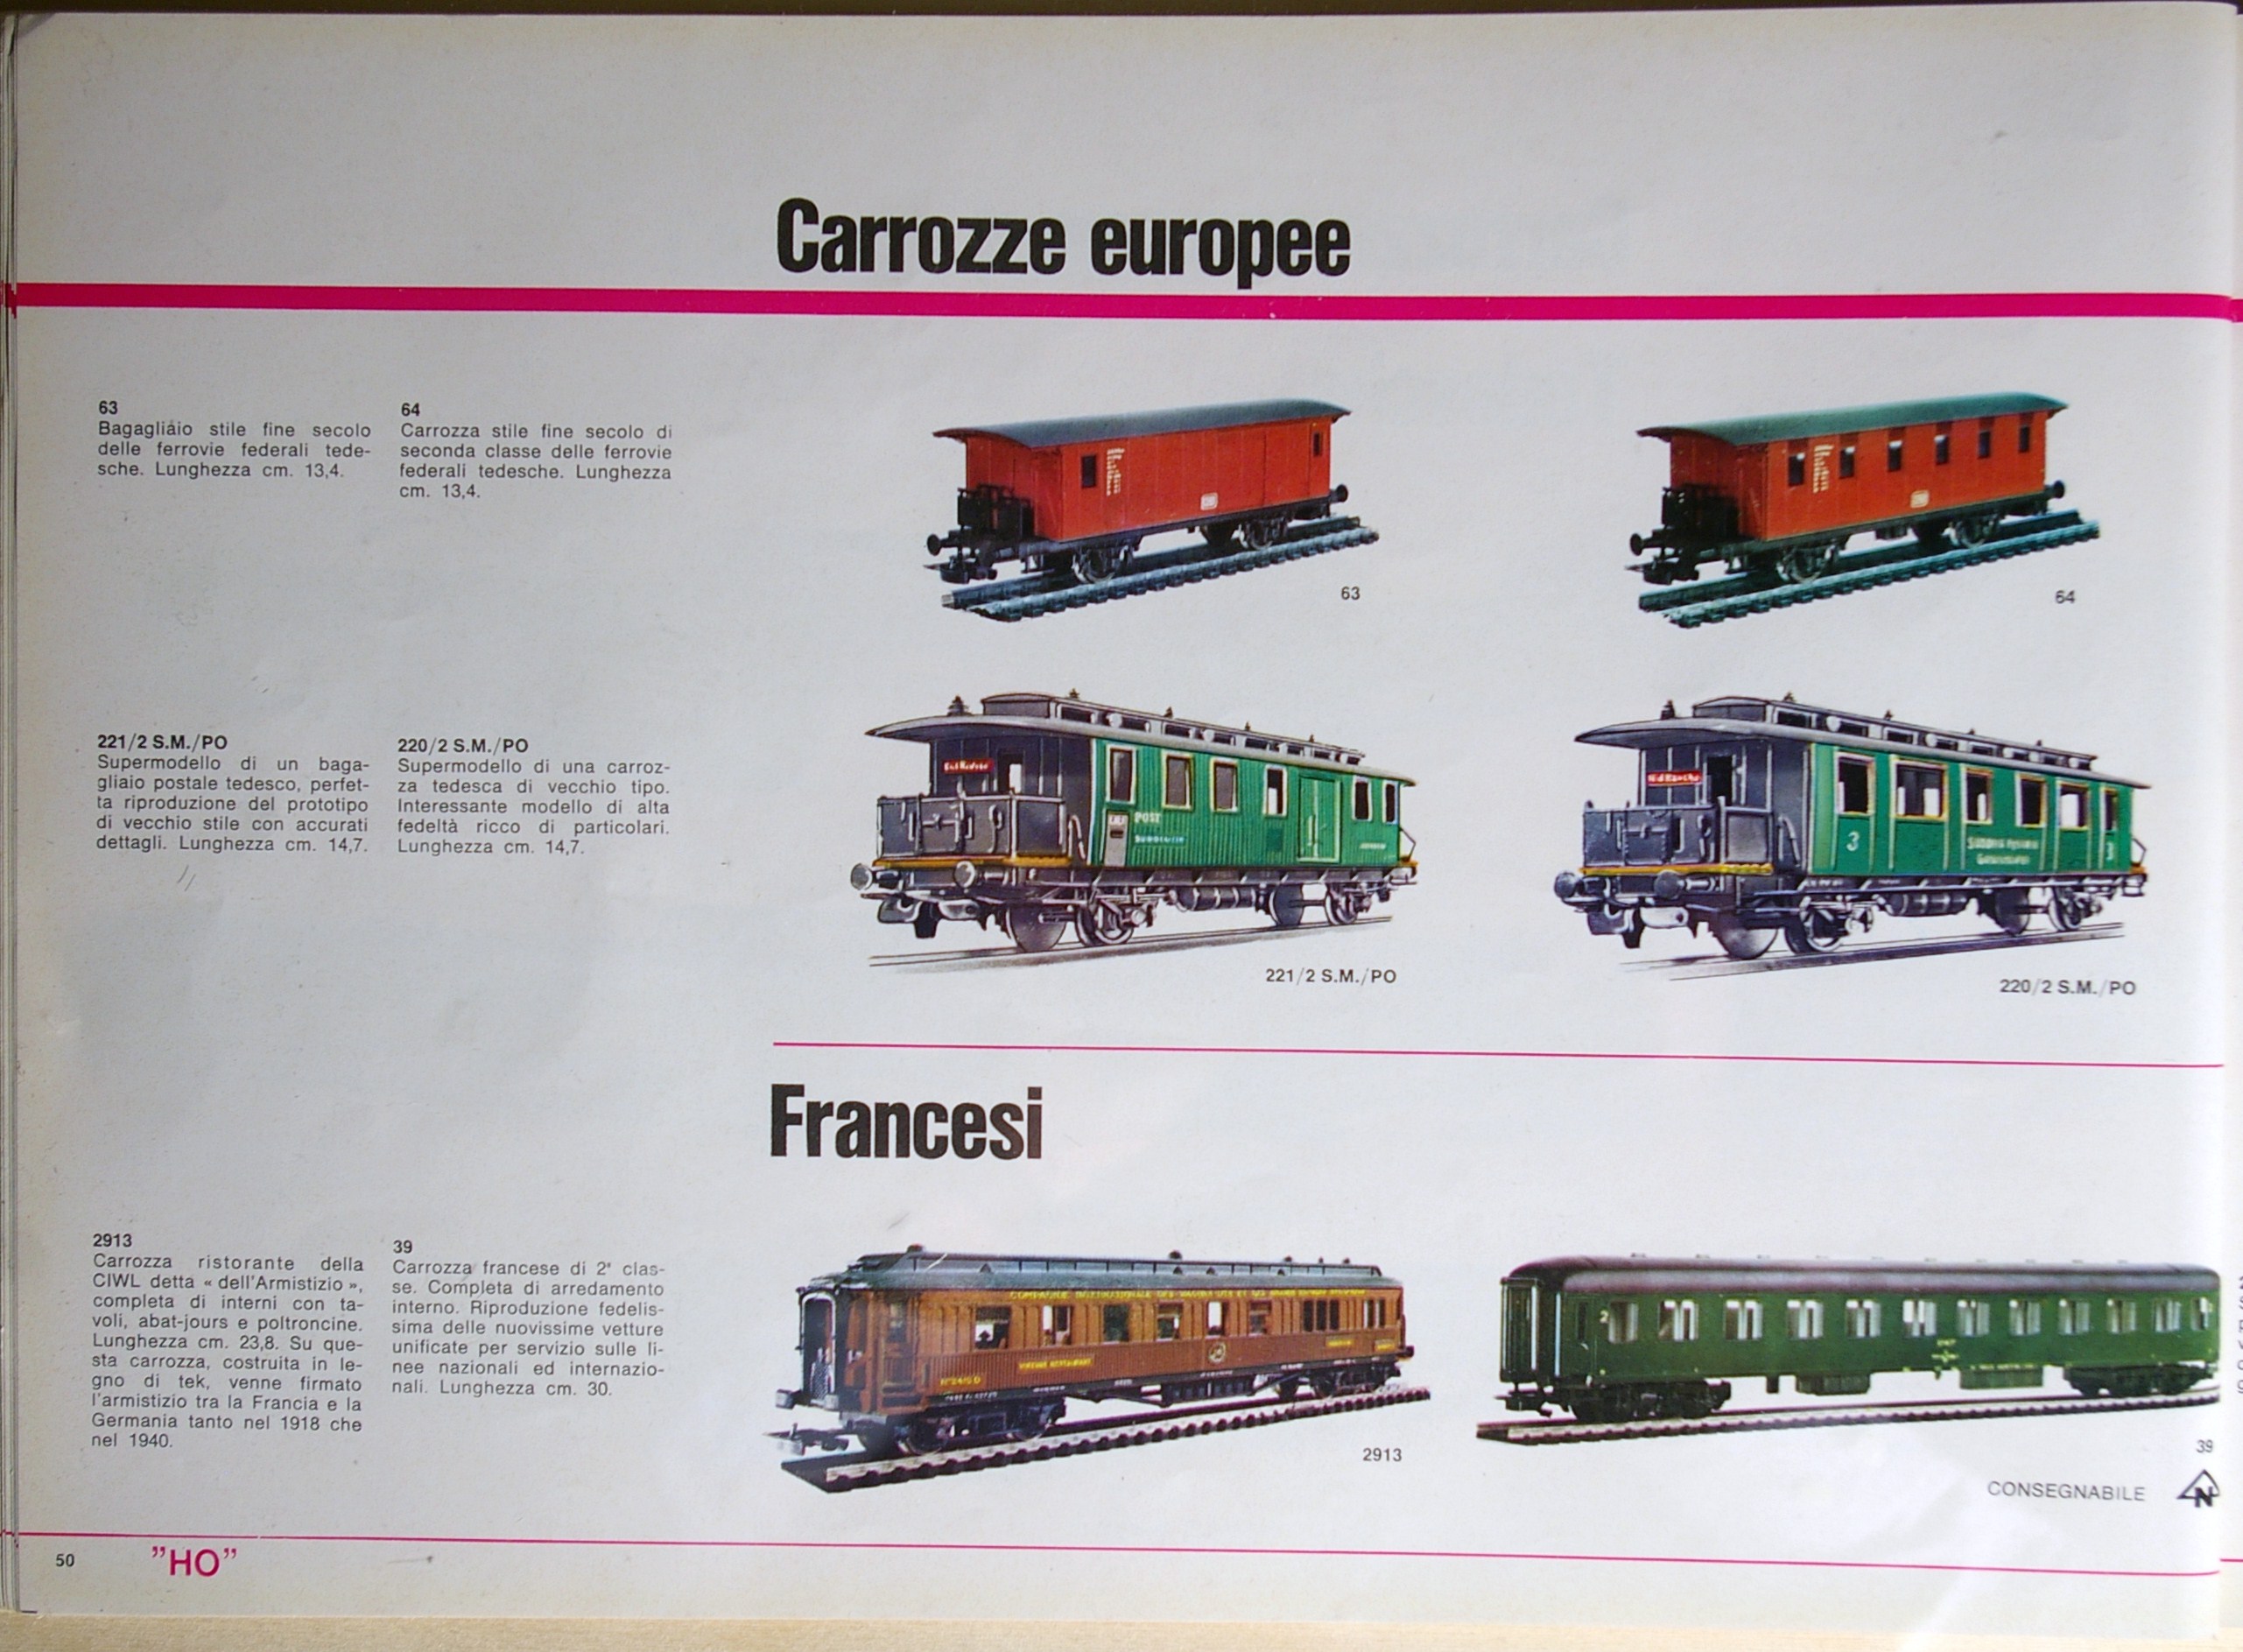 Carrozze europee
63
Bagagliaio stile fine secolo
delle ferrovie federali tede-
sche. Lunghezza cm. 13,4.
64
Carrozza stile fine secolo di
seconda classe delle ferrovie
federali tedesche. Lunghezza
cm. 13,4.
63
64
221/2 S.M./PO
Supermodello di un baga-
gliaio postale tedesco, perfet-
ta riproduzione del prototipo
di vecchio stile con accurati
dettagli. Lunghezza cm. 14,7.
220/2 S.M./PO
Supermodello di una carroz-
za tedesca di vecchio tipo.
Interessante modello di alta
fedeltà ricco di particolari.
Lunghezza cm. 14,7.
POST
3
3
221/2 S.M./PO
220/2 S.M./PO
Francesi
2913
Carrozza ristorante della
CIWL detta « dell'Armistizio »,
completa di interni con ta-
voli, abat-jours e poltroncine.
Lunghezza cm. 23,8. Su que-
sta carrozza, costruita in le-
gno di tek, venne firmato
l'armistizio tra la Francia e la
Germania tanto nel 1918 che
nel 1940.
39
Carrozza francese di 2ª clas-
se. Completa di arredamento
interno. Riproduzione fedelis-
sima delle nuovissime vetture
unificate per servizio sulle li-
nee nazionali ed internazio-
nali. Lunghezza cm. 30.
2
2913
39
CONSEGNABILE N
50
"HO"